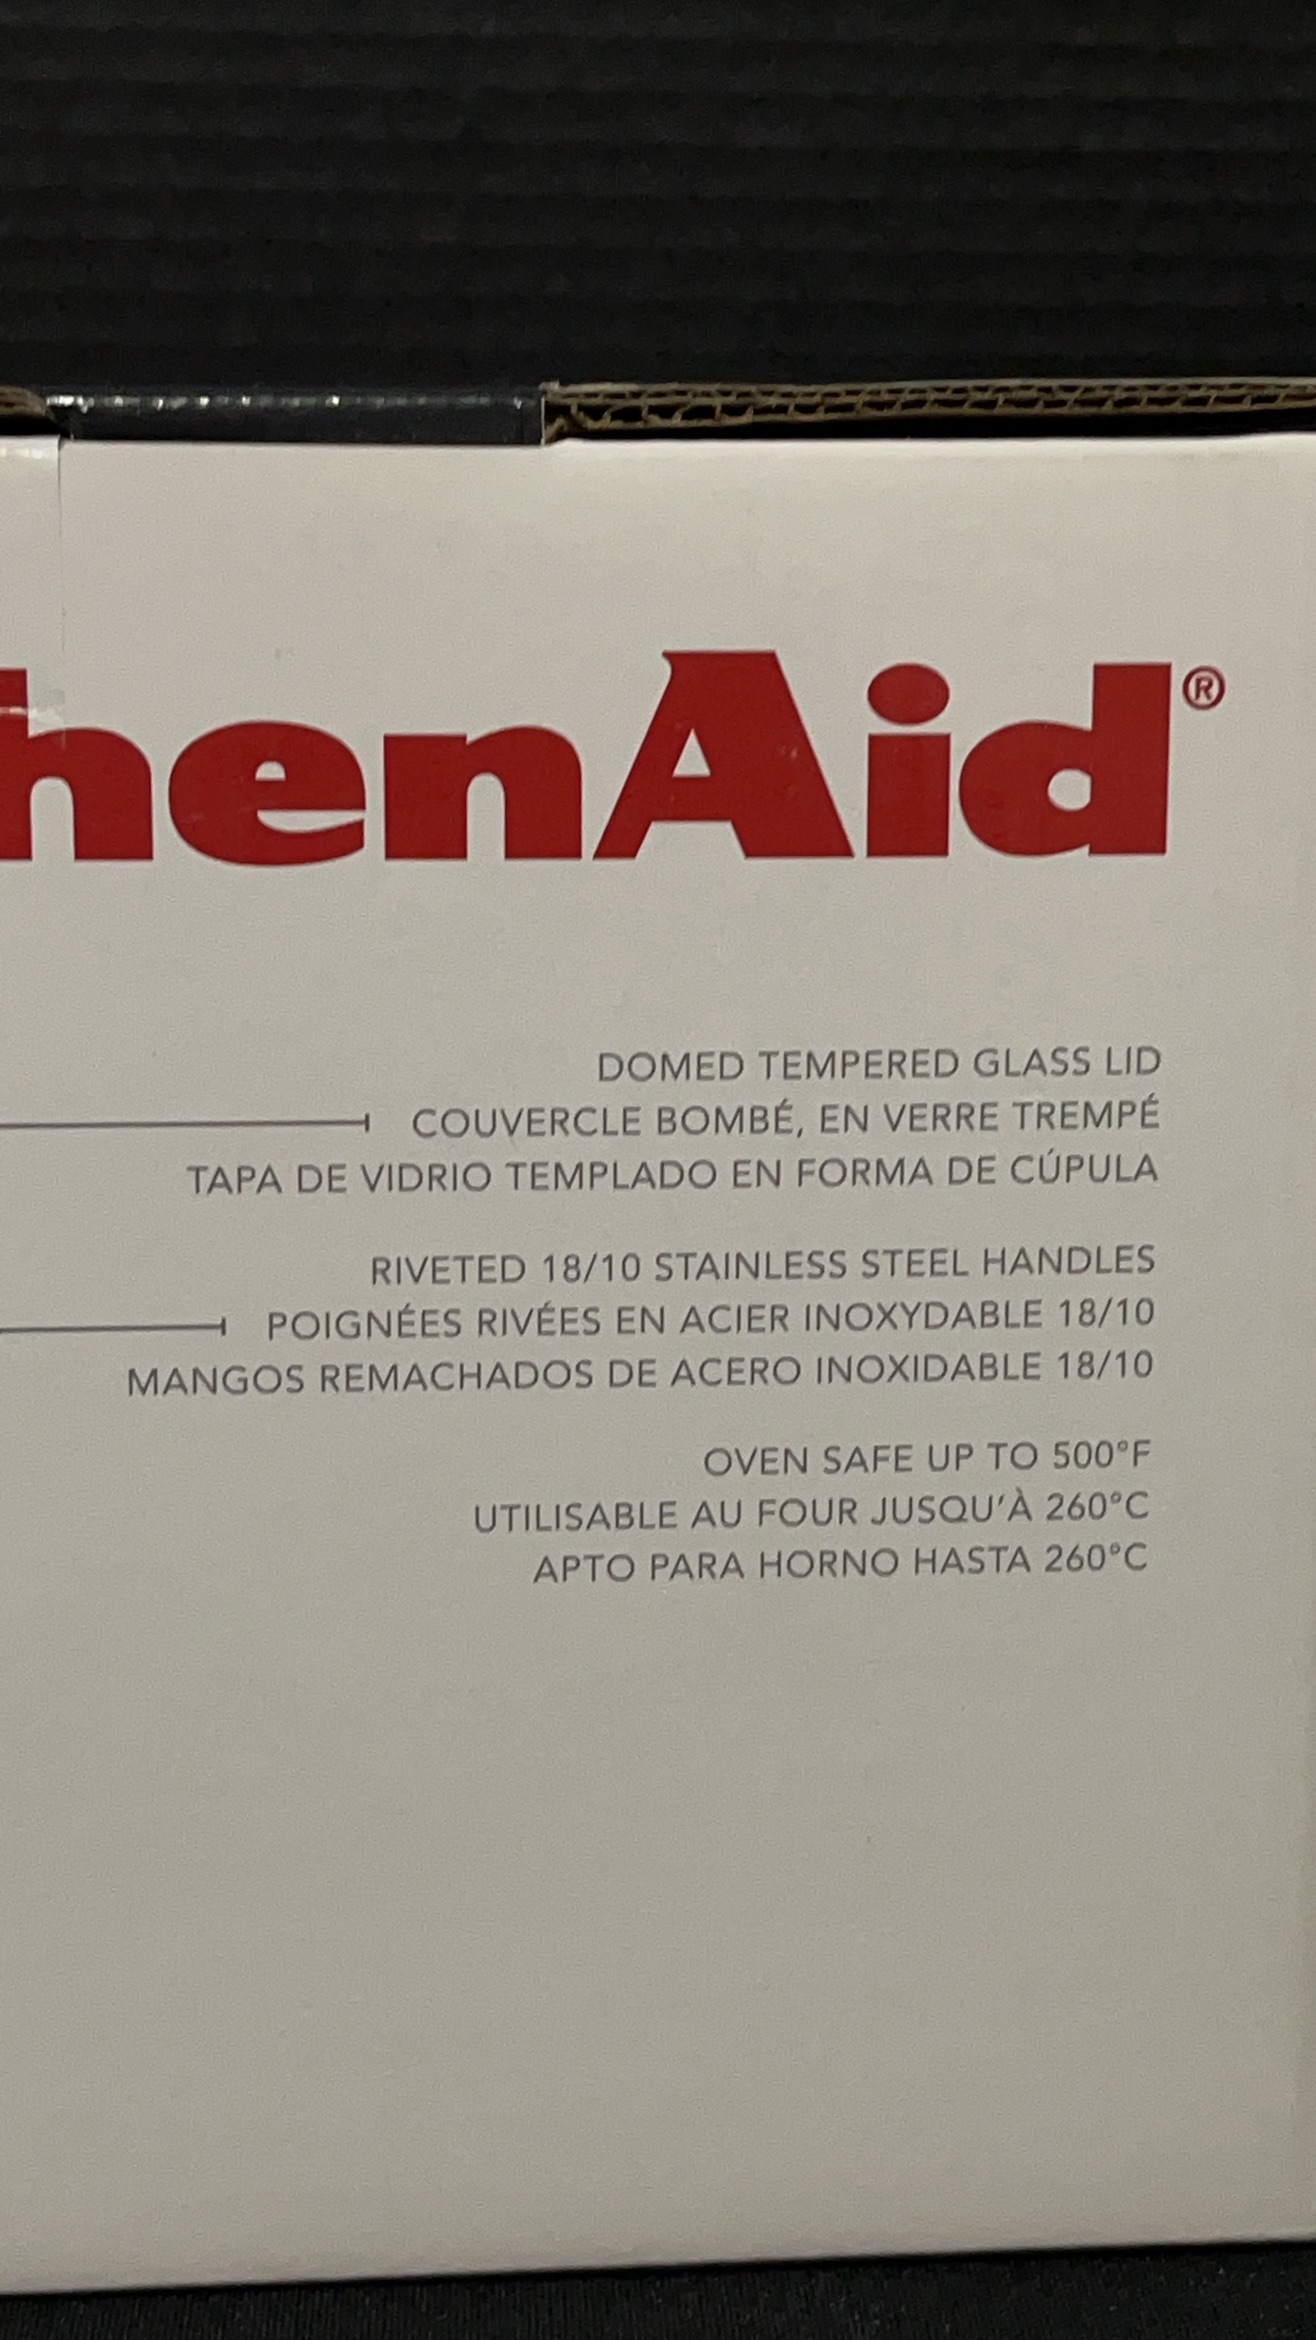 henAid®
DOMED TEMPERED GLASS LID
COUVERCLE BOMBÉ, EN VERRE TREMPÉ
TAPA DE VIDRIO TEMPLADO EN FORMA DE CÚPULA
RIVETED 18/10 STAINLESS STEEL HANDLES
POIGNÉES RIVÉES EN ACIER INOXYDABLE 18/10
MANGOS REMACHADOS DE ACERO INOXIDABLE 18/10
OVEN SAFE UP TO 500°F
UTILISABLE AU FOUR JUSQU'À 260°C
APTO PARA HORNO HASTA 260°C